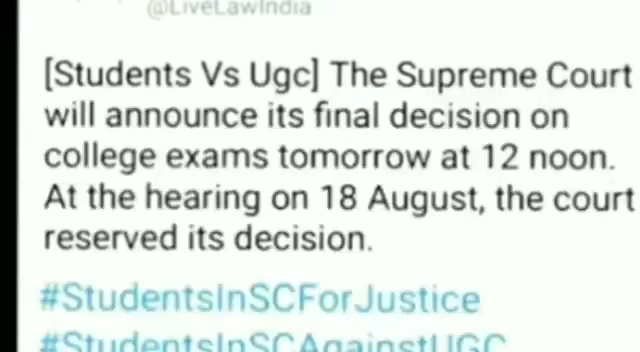 @LiveLawIndia
[Students Vs Ugc] The Supreme Court
will announce its final decision on
college exams tomorrow at 12 noon.
At the hearing on 18 August, the court
reserved its decision.
#StudentsInSCForJustice
#StudentsInSCAgainstUGC